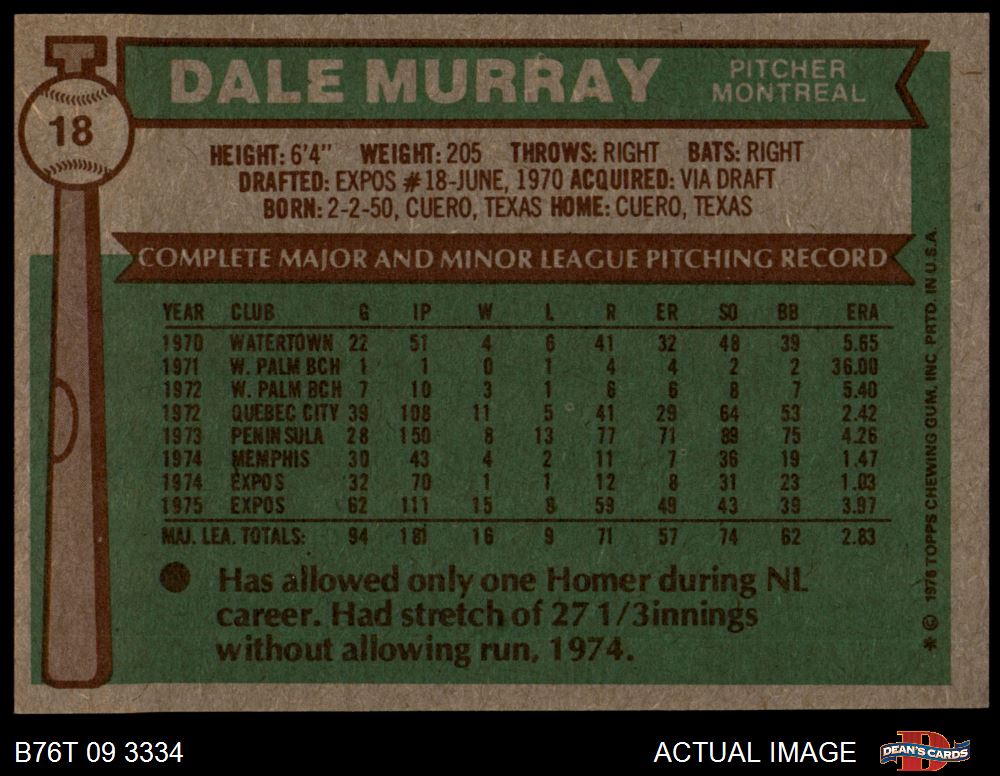 18
DALE MURRAY
PITCHER
MONTREAL
HEIGHT: 6'4" WEIGHT: 205 THROWS: RIGHT BATS: RIGHT
DRAFTED: EXPOS #18-JUNE, 1970 ACQUIRED: VIA DRAFT
BORN: 2-2-50, CUERO, TEXAS HOME: CUERO, TEXAS
COMPLETE MAJOR AND MINOR LEAGUE PITCHING RECORD
YEAR CLUB G IP W L R ER SO BB ERA
1970 WATERTOWN 22 51 4 6 41 32 48 39 5.65
1971 W. PALM BCH 1 1 0 1 4 4 2 2 36.00
1972 W. PALM BCH 7 10 3 1 6 6 8 7 5.40
1972 QUEBEC CITY 39 108 11 5 41 29 64 53 2.42
1973 PENINSULA 28 150 8 13 77 71 89 75 4.26
1974 MEMPHIS 30 43 4 2 11 7 36 19 1.47
1974 EXPOS 32 70 1 1 12 8 31 23 1.03
1975 EXPOS 62 111 15 8 59 49 43 39 3.97
MAJ. LEA. TOTALS: 94 181 16 9 71 57 74 62 2.83
Has allowed only one Homer during NL
career. Had stretch of 27 1/3innings
without allowing run, 1974.
* © 1976 TOPPS CHEWING GUM, INC. PRTD. IN U.S.A.
B76T 09 3334
ACTUAL IMAGE
DEAN'S CARDS